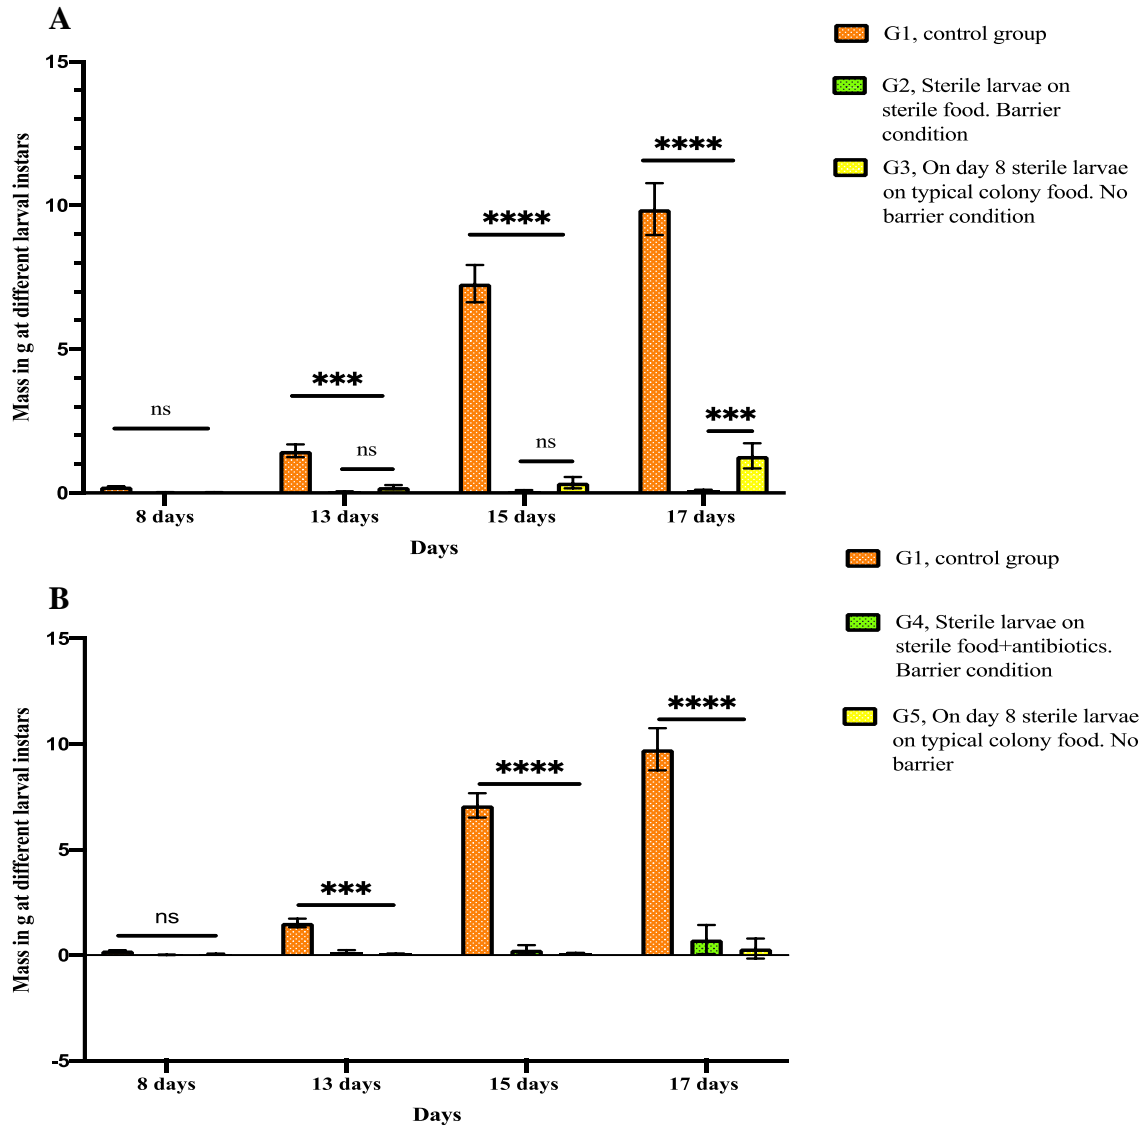 A
G1, control group
G2, Sterile larvae on
sterile food. Barrier
condition
G3, On day 8 sterile larvae
on typical colony food. No
barrier condition
Mass in g at different larval instars
15
10
5
0
ns
***
ns
****
ns
****
***
8 days
13 days
15 days
17 days
Days
B
G1, control group
G4, Sterile larvae on
sterile food+antibiotics.
Barrier condition
G5, On day 8 sterile larvae
on typical colony food. No
barrier
Mass in g at different larval instars
15
10
5
0
-5
ns
***
****
****
8 days
13 days
15 days
17 days
Days